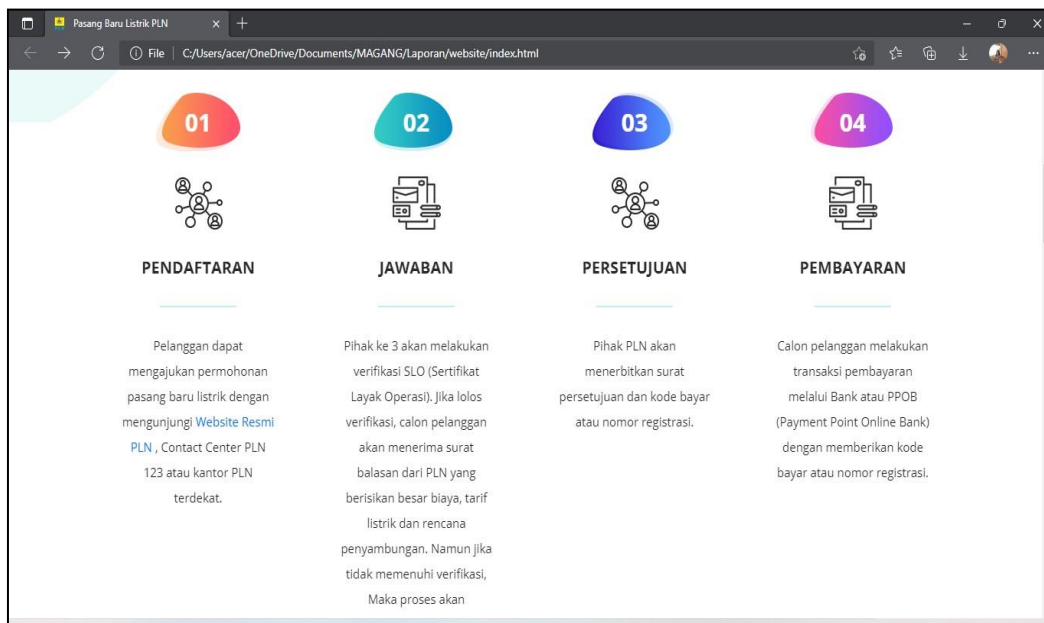 Pasang Baru Listrik PLN
File
C:/Users/acer/OneDrive/Documents/MAGANG/Laporan/website/index.html
01
PENDAFTARAN
Pelanggan dapat
mengajukan permohonan
pasang baru listrik dengan
mengunjungi Website Resmi
PLN , Contact Center PLN
123 atau kantor PLN
terdekat.
02
JAWABAN
Pihak ke 3 akan melakukan
verifikasi SLO (Sertifikat
Layak Operasi). Jika lolos
verifikasi, calon pelanggan
akan menerima surat
balasan dari PLN yang
berisikan besar biaya, tarif
listrik dan rencana
penyambungan. Namun jika
tidak memenuhi verifikasi,
Maka proses akan
03
PERSETUJUAN
Pihak PLN akan
menerbitkan surat
persetujuan dan kode bayar
atau nomor registrasi.
04
PEMBAYARAN
Calon pelanggan melakukan
transaksi pembayaran
melalui Bank atau PPOB
(Payment Point Online Bank)
dengan memberikan kode
bayar atau nomor registrasi.